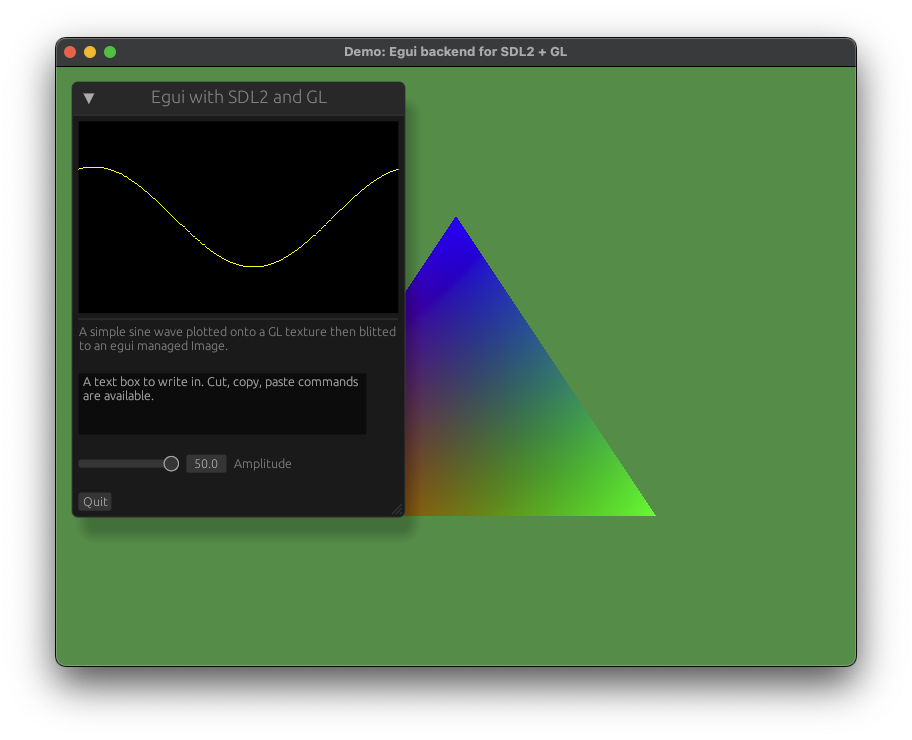 Demo: Egui backend for SDL2 + GL
Egui with SDL2 and GL
A simple sine wave plotted onto a GL texture then blitted
to an egui managed Image.
A text box to write in. Cut, copy, paste commands
are available.
50.0 Amplitude
Quit